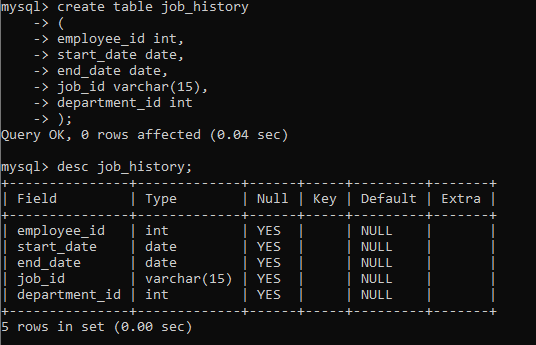 mysql> create table job_history
    -> (
    -> employee_id int,
    -> start_date date,
    -> end_date date,
    -> job_id varchar(15),
    -> department_id int
    -> );
Query OK, 0 rows affected (0.04 sec)

mysql> desc job_history;
+---------------+-------------+------+-----+---------+-------+
| Field         | Type        | Null | Key | Default | Extra |
+---------------+-------------+------+-----+---------+-------+
| employee_id   | int         | YES  |     | NULL    |       |
| start_date    | date        | YES  |     | NULL    |       |
| end_date      | date        | YES  |     | NULL    |       |
| job_id        | varchar(15) | YES  |     | NULL    |       |
| department_id | int         | YES  |     | NULL    |       |
+---------------+-------------+------+-----+---------+-------+
5 rows in set (0.00 sec)